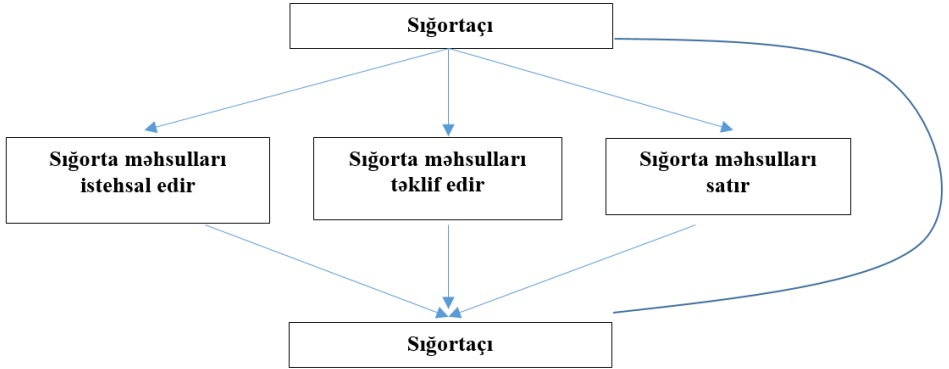 Sığortaçı
Sığorta məhsulları
istehsal edir
Sığorta məhsulları
təklif edir
Sığorta məhsulları
satır
Sığortaçı